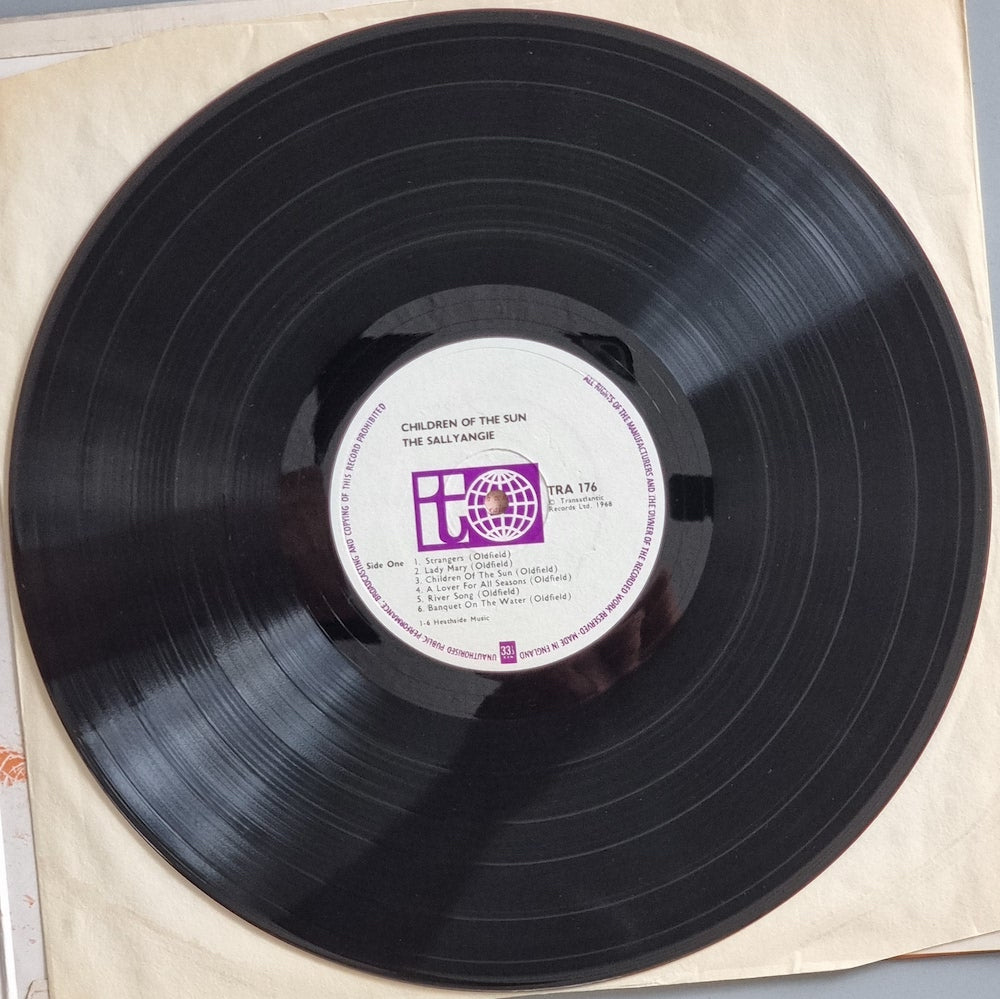 CHILDREN OF THE SUN
THE SALLYANGIE
it
TRA 176
© Transatlantic
Records Ltd. 1968
Side One
1. Strangers (Oldfield)
2. Lady Mary (Oldfield)
3. Children Of The Sun (Oldfield)
4. A Lover For All Seasons (Oldfield)
5. River Song (Oldfield)
6. Banquet On The Water (Oldfield)
1-6 Heathside Music
ALL RIGHTS OF THE MANUFACTURERS AND THE OWNER OF THE RECORDED WORK RESERVED · MADE IN ENGLAND
33⅓
UNAUTHORISED PUBLIC PERFORMANCE, BROADCASTING AND COPYING OF THIS RECORD PROHIBITED